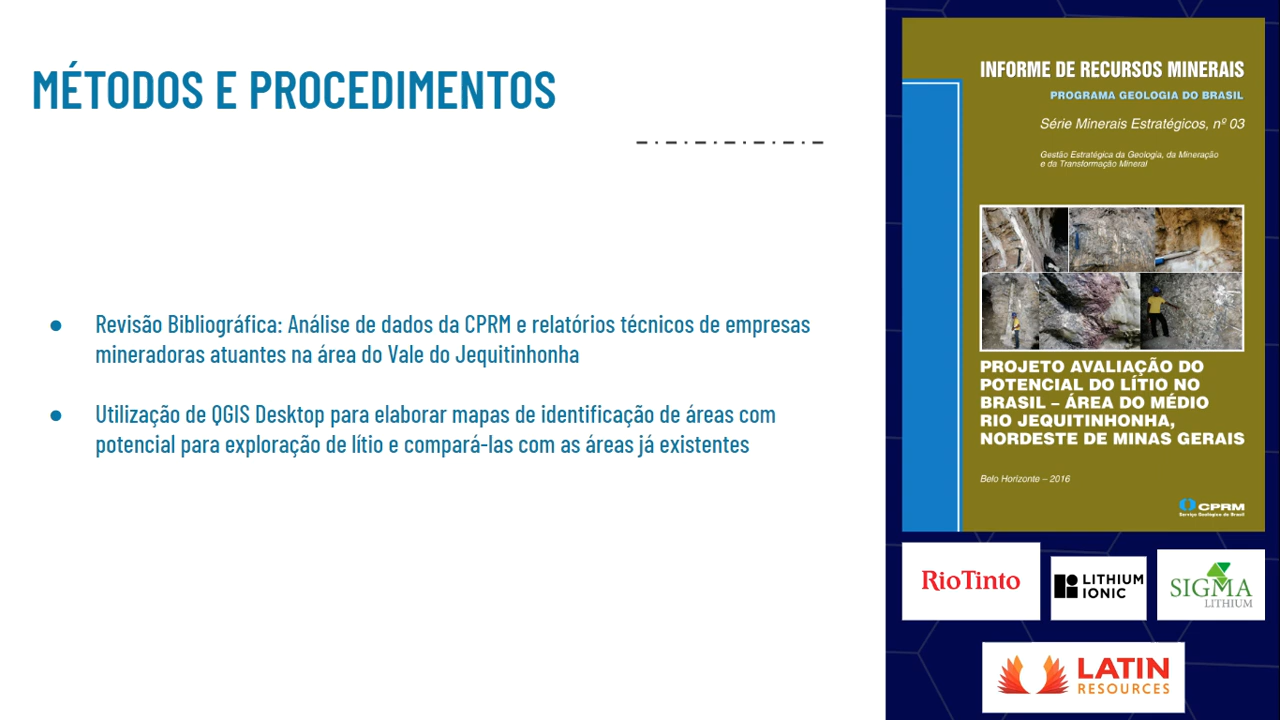 MÉTODOS E PROCEDIMENTOS
● Revisão Bibliográfica: Análise de dados da CPRM e relatórios técnicos de empresas
mineradoras atuantes na área do Vale do Jequitinhonha
● Utilização de QGIS Desktop para elaborar mapas de identificação de áreas com
potencial para exploração de lítio e compará-las com as áreas já existentes
INFORME DE RECURSOS MINERAIS
PROGRAMA GEOLOGIA DO BRASIL
Série Minerais Estratégicos, nº 03
Gestão Estratégica da Geologia, da Mineração
e da Transformação Mineral
PROJETO AVALIAÇÃO DO
POTENCIAL DO LÍTIO NO
BRASIL – ÁREA DO MÉDIO
RIO JEQUITINHONHA,
NORDESTE DE MINAS GERAIS
Belo Horizonte – 2016
CPRM
Serviço Geológico do Brasil
RioTinto
LITHIUM
IONIC
SIGMA
LITHIUM
LATIN
RESOURCES